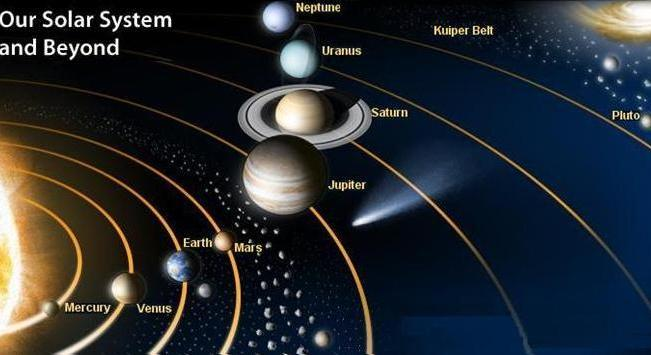 Our Solar System
and Beyond
Neptune
Kuiper Belt
Uranus
Saturn
Pluto
Jupiter
Earth
Mars
Mercury
Venus